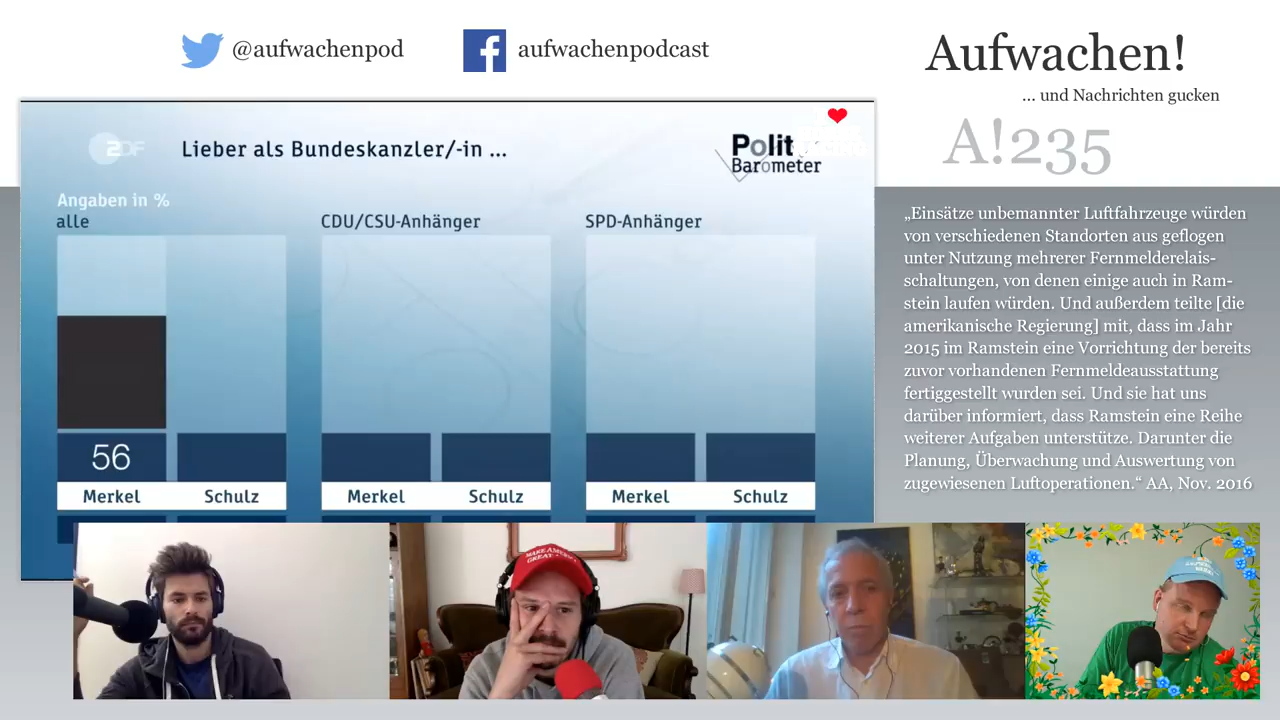 @aufwachenpod
aufwachenpodcast
Aufwachen!
... und Nachrichten gucken
A!235
ZDF
Lieber als Bundeskanzler/-in ...
Polit
Barometer
Angaben in %
alle
CDU/CSU-Anhänger
SPD-Anhänger
56
Merkel
Schulz
Merkel
Schulz
Merkel
Schulz
„Einsätze unbemannter Luftfahrzeuge würden
von verschiedenen Standorten aus geflogen
unter Nutzung mehrerer Fernmelderelais-
schaltungen, von denen einige auch in Ram-
stein laufen würden. Und außerdem teilte [die
amerikanische Regierung] mit, dass im Jahr
2015 im Ramstein eine Vorrichtung der bereits
zuvor vorhandenen Fernmeldeausstattung
fertiggestellt wurden sei. Und sie hat uns
darüber informiert, dass Ramstein eine Reihe
weiterer Aufgaben unterstütze. Darunter die
Planung, Überwachung und Auswertung von
zugewiesenen Luftoperationen.“ AA, Nov. 2016
MAKE AMERICA
GREAT